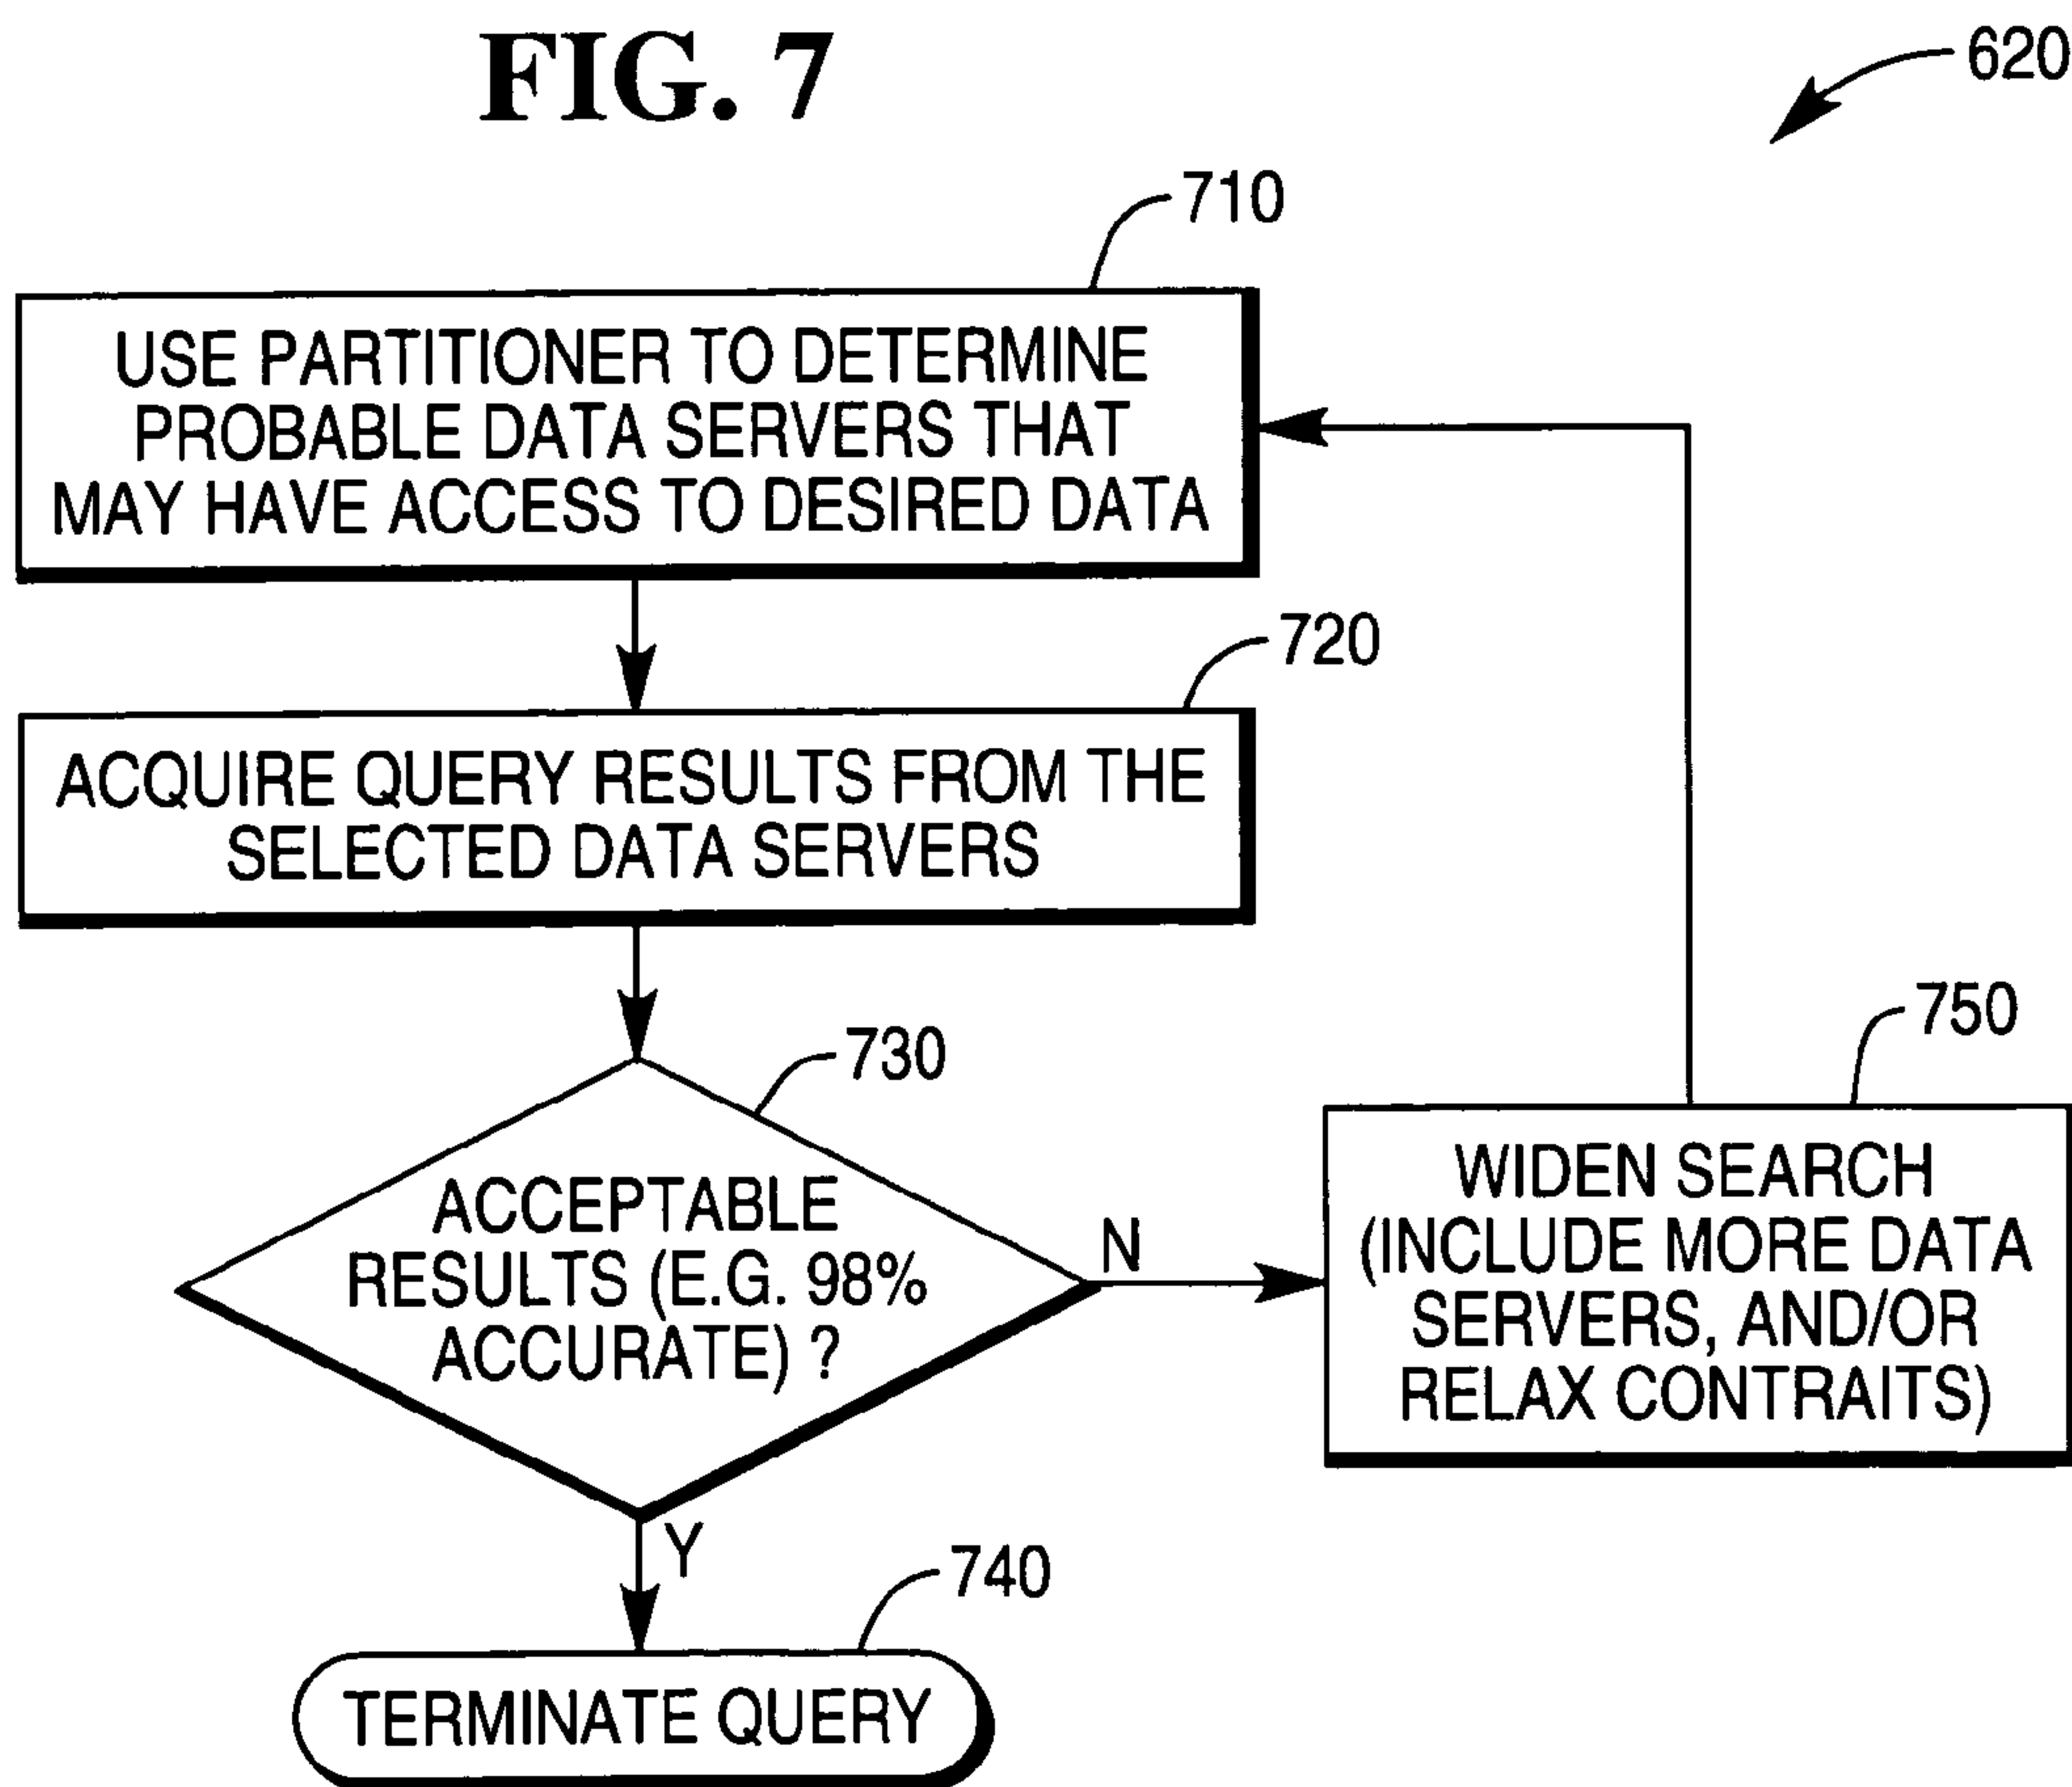 FIG. 7
620
710
USE PARTITIONER TO DETERMINE
PROBABLE DATA SERVERS THAT
MAY HAVE ACCESS TO DESIRED DATA
720
ACQUIRE QUERY RESULTS FROM THE
SELECTED DATA SERVERS
730
ACCEPTABLE
RESULTS (E.G. 98%
ACCURATE) ?
N
750
WIDEN SEARCH
(INCLUDE MORE DATA
SERVERS, AND/OR
RELAX CONTRAITS)
Y
740
TERMINATE QUERY